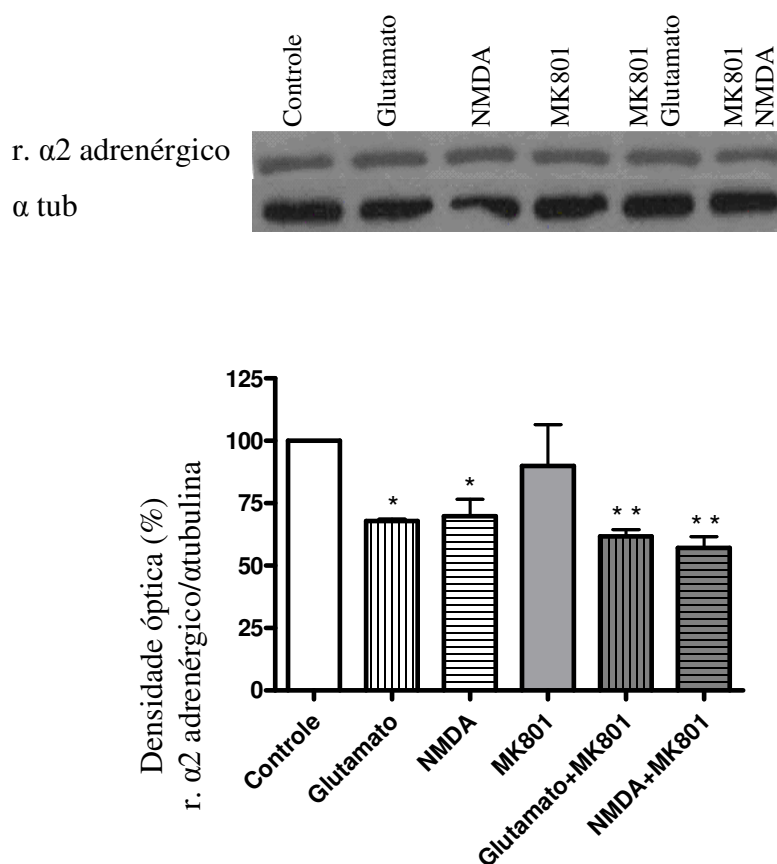 Controle
Glutamato
NMDA
MK801
MK801
Glutamato
MK801
NMDA
r. α2 adrenérgico
α tub
Densidade óptica (%)
r. α2 adrenérgico/αtubulina
125
100
75
50
25
0
*
*
* *
* *
Controle
Glutamato
NMDA
MK801
Glutamato+MK801
NMDA+MK801